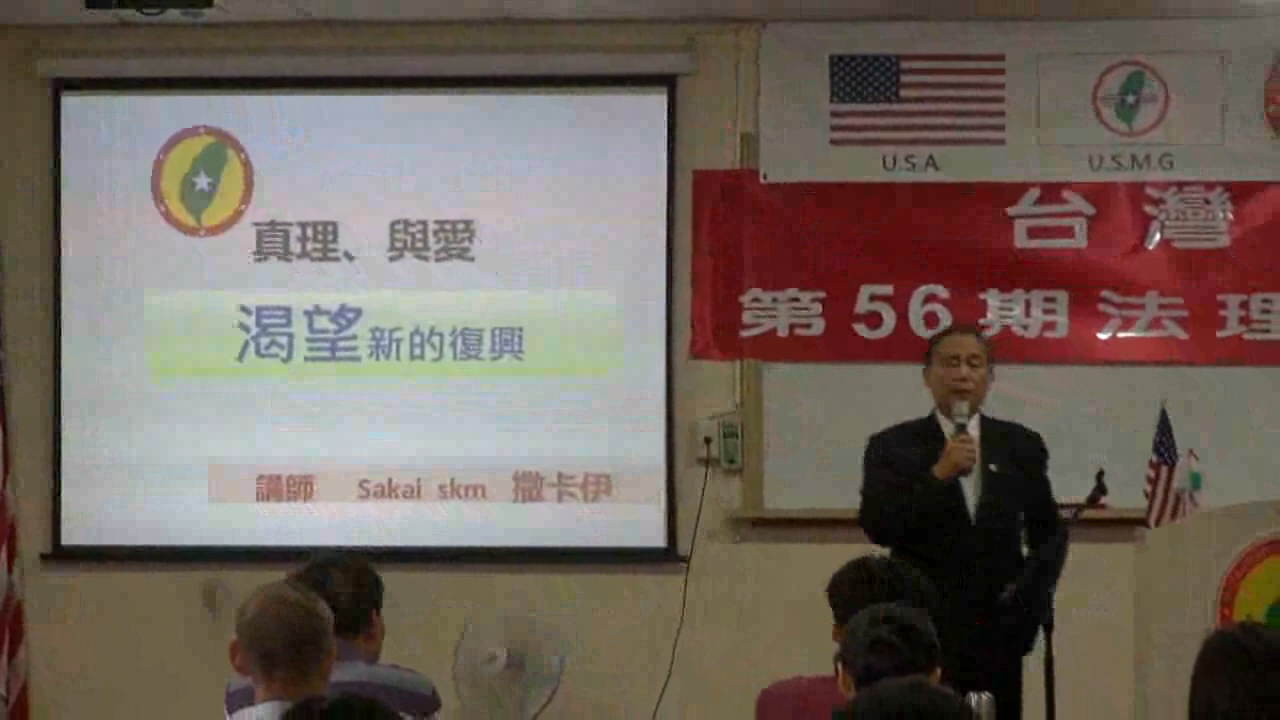 真理、與愛
渴望新的復興
講師 Sakai skm 撒卡伊
U.S.A.
U.S.M.G.
台灣
第56期法理